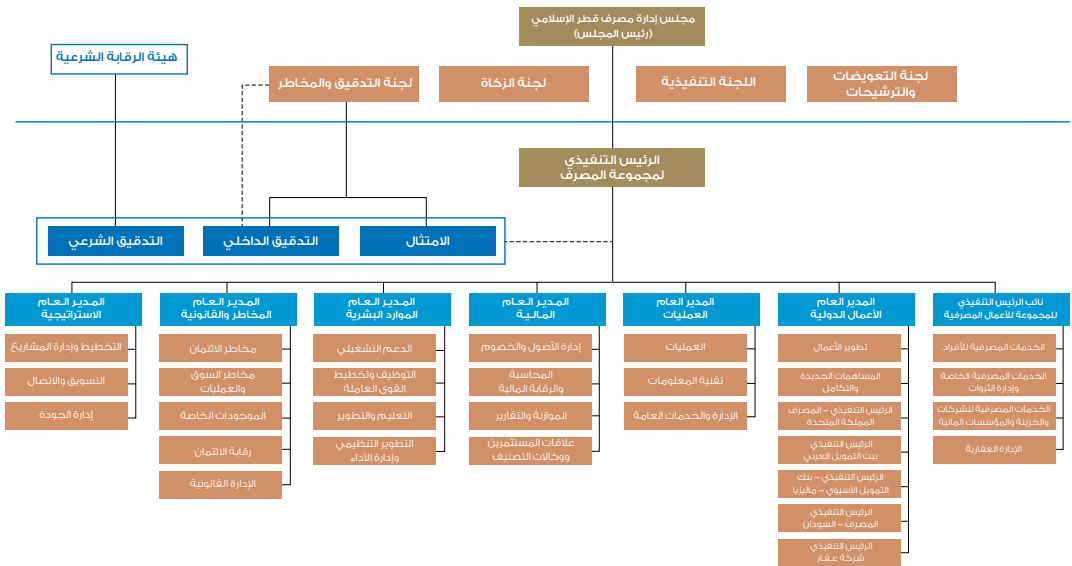 مجلس إدارة مصرف قطر الإسلامي
(رئيس المجلس)
هيئة الرقابة الشرعية
لجنة التعويضات
والترشيحات
اللجنة التنفيذية
لجنة الزكاة
لجنة التدقيق والمخاطر
الرئيس التنفيذي
لمجموعة المصرف
الامتثال
التدقيق الداخلي
التدقيق الشرعي
نائب الرئيس التنفيذي
للمجموعة للأعمال المصرفية
الخدمات المصرفية للأفراد
الخدمات المصرفية الخاصة
وإدارة الثروات
الخدمات المصرفية للشركات
والخزينة والمؤسسات المالية
الإدارة العقارية
المدير العام
الأعمال الدولية
تطوير الأعمال
المساهمات الجديدة
والتكامل
الرئيس التنفيذي – المصرف
المملكة المتحدة
الرئيس التنفيذي
بيت التمويل العربي
الرئيس التنفيذي – بنك
التمويل الاسيوي – ماليزيا
الرئيس التنفيذي
المصرف – السودان
الرئيس التنفيذي
شركة عقار
المدير العام
العمليات
العمليات
تقنية المعلومات
الإدارة والخدمات العامة
المدير العام
المالية
إدارة الأصول والخصوم
المحاسبة
والرقابة المالية
الموازنة والتقارير
علاقات المستثمرين
ووكالات التصنيف
المدير العام
الموارد البشرية
الدعم التشغيلي
التوظيف وتخطيط
القوى العاملة
التعليم والتطوير
التطوير التنظيمي
وإدارة الأداء
المدير العام
المخاطر والقانونية
مخاطر الائتمان
مخاطر السوق
والعمليات
الموجودات الخاصة
رقابة الائتمان
الإدارة القانونية
المدير العام
الاستراتيجية
التخطيط وإدارة المشاريع
التسويق والاتصال
إدارة الجودة